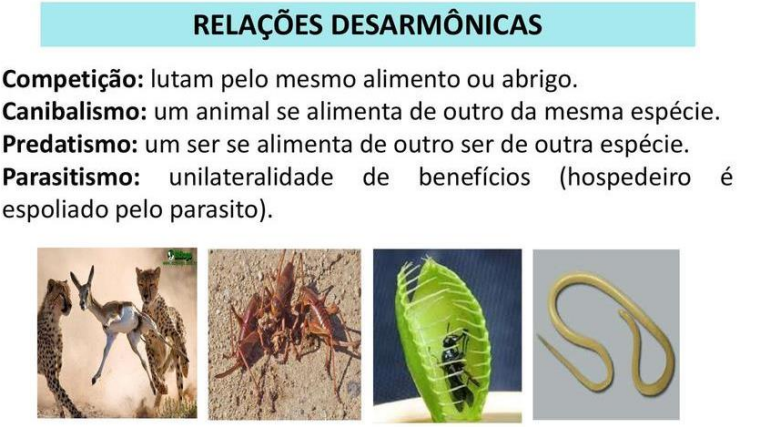 RELAÇÕES DESARMÔNICAS
Competição: lutam pelo mesmo alimento ou abrigo.
Canibalismo: um animal se alimenta de outro da mesma espécie.
Predatismo: um ser se alimenta de outro ser de outra espécie.
Parasitismo: unilateralidade de benefícios (hospedeiro é
espoliado pelo parasito).